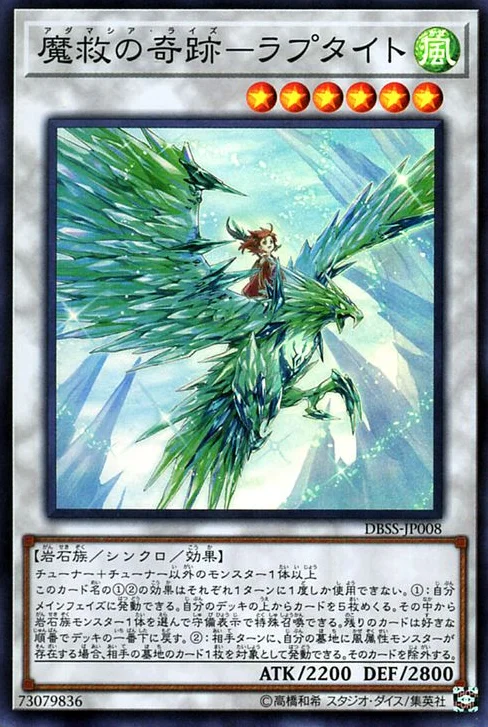 アダマシア・ライズ
魔救の奇跡－ラプタイト
風
DBSS-JP008
【岩石族／シンクロ／効果】
チューナー＋チューナー以外のモンスター1体以上
このカード名の①②の効果はそれぞれ1ターンに1度しか使用できない。①：自分
メインフェイズに発動できる。自分のデッキの上からカードを5枚めくる。その中から
岩石族モンスター1体を選んで守備表示で特殊召喚できる。残りのカードは好きな
順番でデッキの一番下に戻す。②：相手ターンに、自分の墓地に風属性モンスターが
存在する場合、相手の墓地のカード1枚を対象として発動できる。そのカードを除外する。
ATK/2200 DEF/2800
73079836
©高橋和希 スタジオ・ダイス/集英社